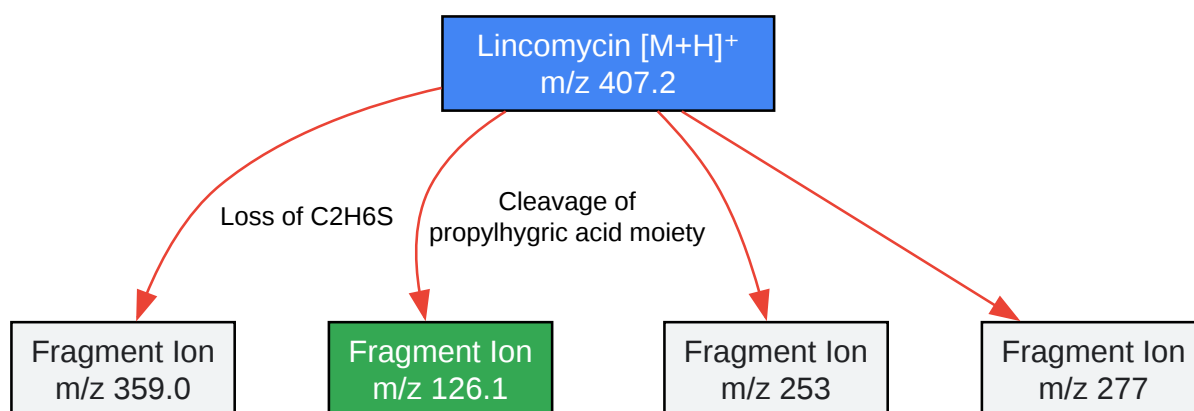 Lincomycin [M+H]⁺
m/z 407.2
Loss of C2H6S
Cleavage of
propylhygric acid moiety
Fragment Ion
m/z 359.0
Fragment Ion
m/z 126.1
Fragment Ion
m/z 253
Fragment Ion
m/z 277